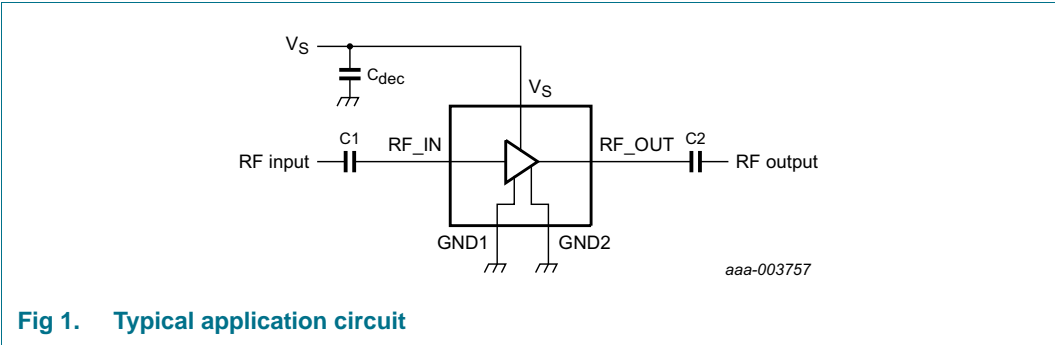 VS
Cdec
VS
C1
RF_IN
RF_OUT
C2
RF input
RF output
GND1
GND2
aaa-003757
Fig 1. Typical application circuit